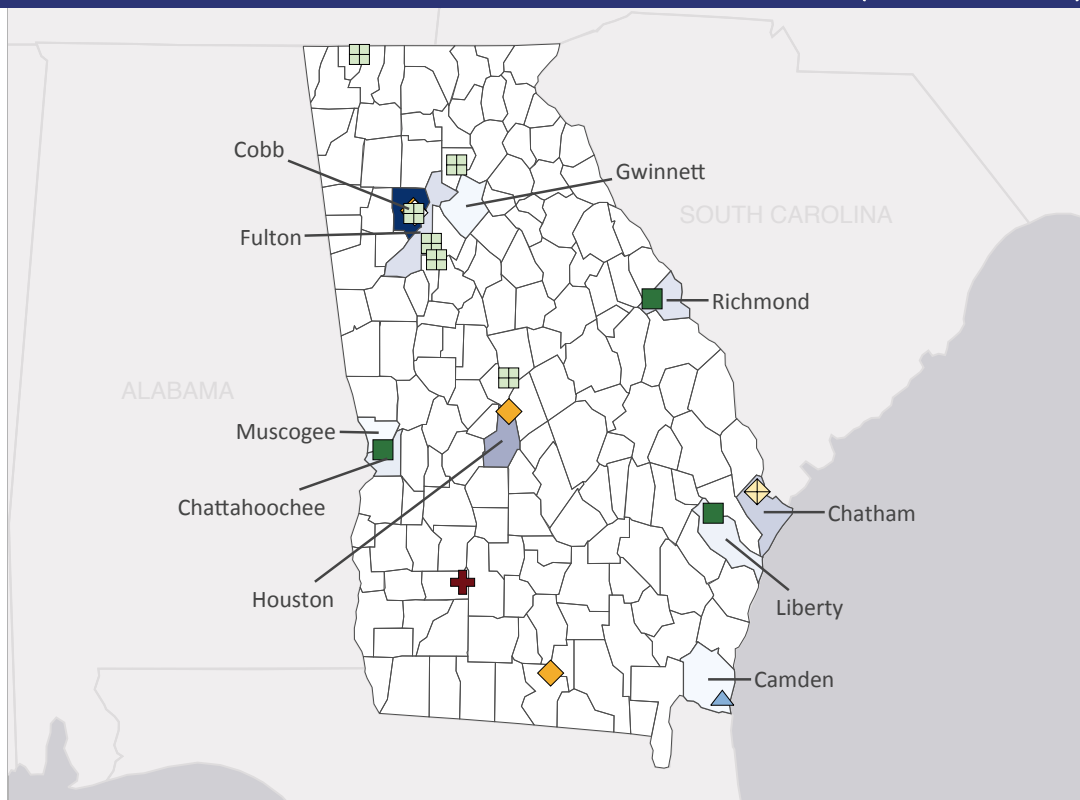 Cobb
Gwinnett
SOUTH CAROLINA
Fulton
Richmond
ALABAMA
Muscogee
Chattahoochee
Chatham
Houston
Liberty
Camden